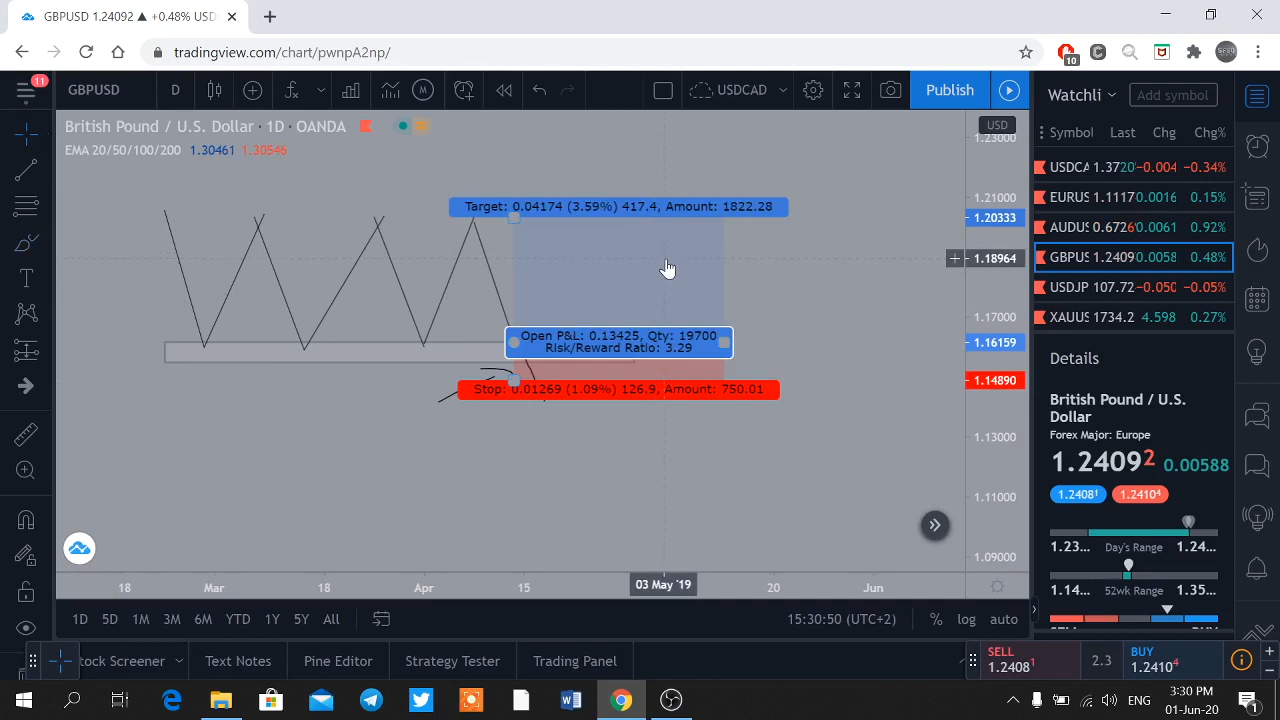 GBPUSD 1.24092 ▲ +0.48% USD
tradingview.com/chart/pwnpA2np/
10
11
GBPUSD
D
USDCAD
Publish
Watchli
Add symbol
British Pound / U.S. Dollar · 1D · OANDA
EMA 20/50/100/200 1.30461 1.30546
USD
1.23000
1.21000
1.20333
1.18964
1.17000
1.16159
1.14890
1.13000
1.11000
1.09000
Target: 0.04174 (3.59%) 417.4, Amount: 1822.28
Open P&L: 0.13425, Qty: 19700
Risk/Reward Ratio: 3.29
Stop: 0.01269 (1.09%) 126.9, Amount: 750.01
Symbol Last Chg Chg%
USDCA 1.3720 -0.004 -0.34%
EURUS 1.1117 0.0016 0.15%
AUDUS 0.6726 0.0061 0.92%
GBPUS 1.2409 0.0058 0.48%
USDJP 107.72 -0.050 -0.05%
XAUUS 1734.2 4.598 0.27%
Details
British Pound / U.S.
Dollar
Forex Major: Europe
1.24092 0.00588
1.24081 1.24104
1.23... Day's Range 1.24...
1.14... 52wk Range 1.35...
18 Mar 18 Apr 15 03 May '19 20 Jun
1D 5D 1M 3M 6M YTD 1Y 5Y All
15:30:50 (UTC+2) % log auto
tock Screener Text Notes Pine Editor Strategy Tester Trading Panel
SELL
1.24081
2.3
BUY
1.24104
ENG
3:30 PM
01-Jun-20
1